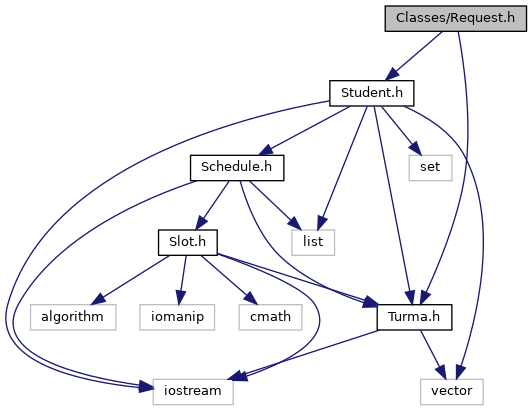 Classes/Request.h
Student.h
Schedule.h
set
Slot.h
list
algorithm
iomanip
cmath
Turma.h
iostream
vector